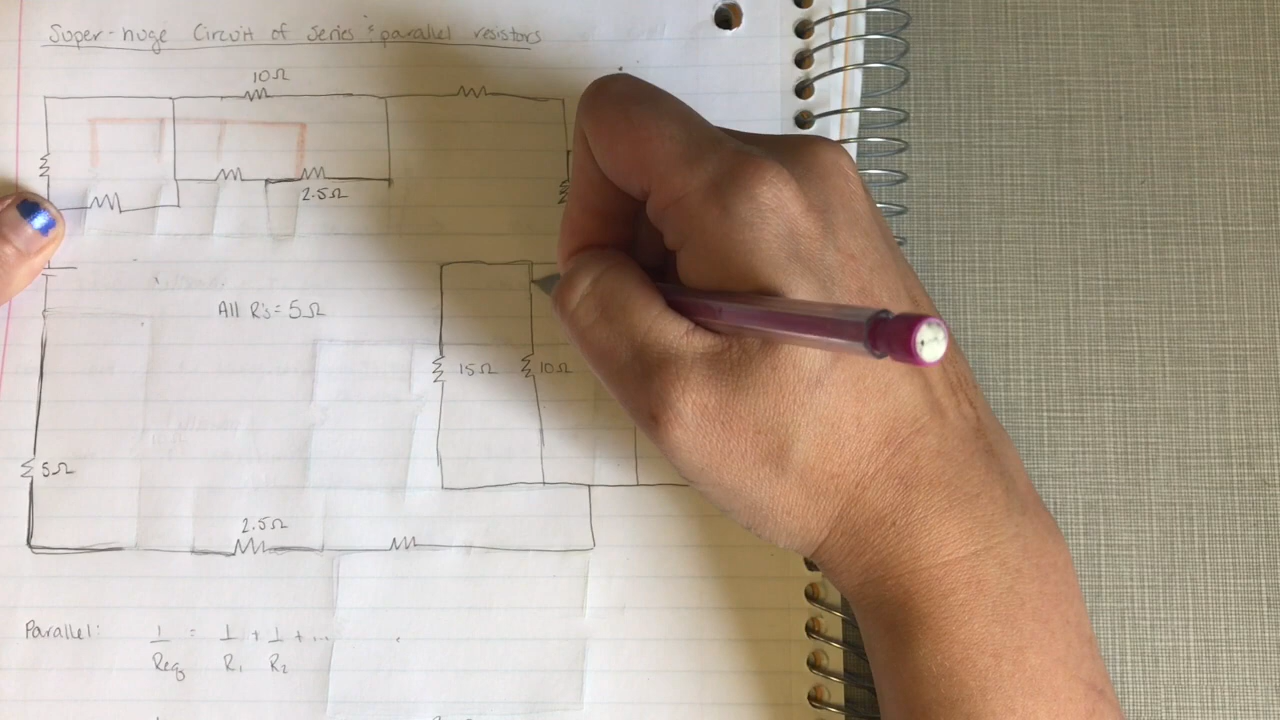 Super-huge Circuit of series & parallel resistors
10Ω
2.5Ω
All R's = 5Ω
15Ω
10Ω
5Ω
2.5Ω
Parallel: 1/Req = 1/R1 + 1/R2 + ...